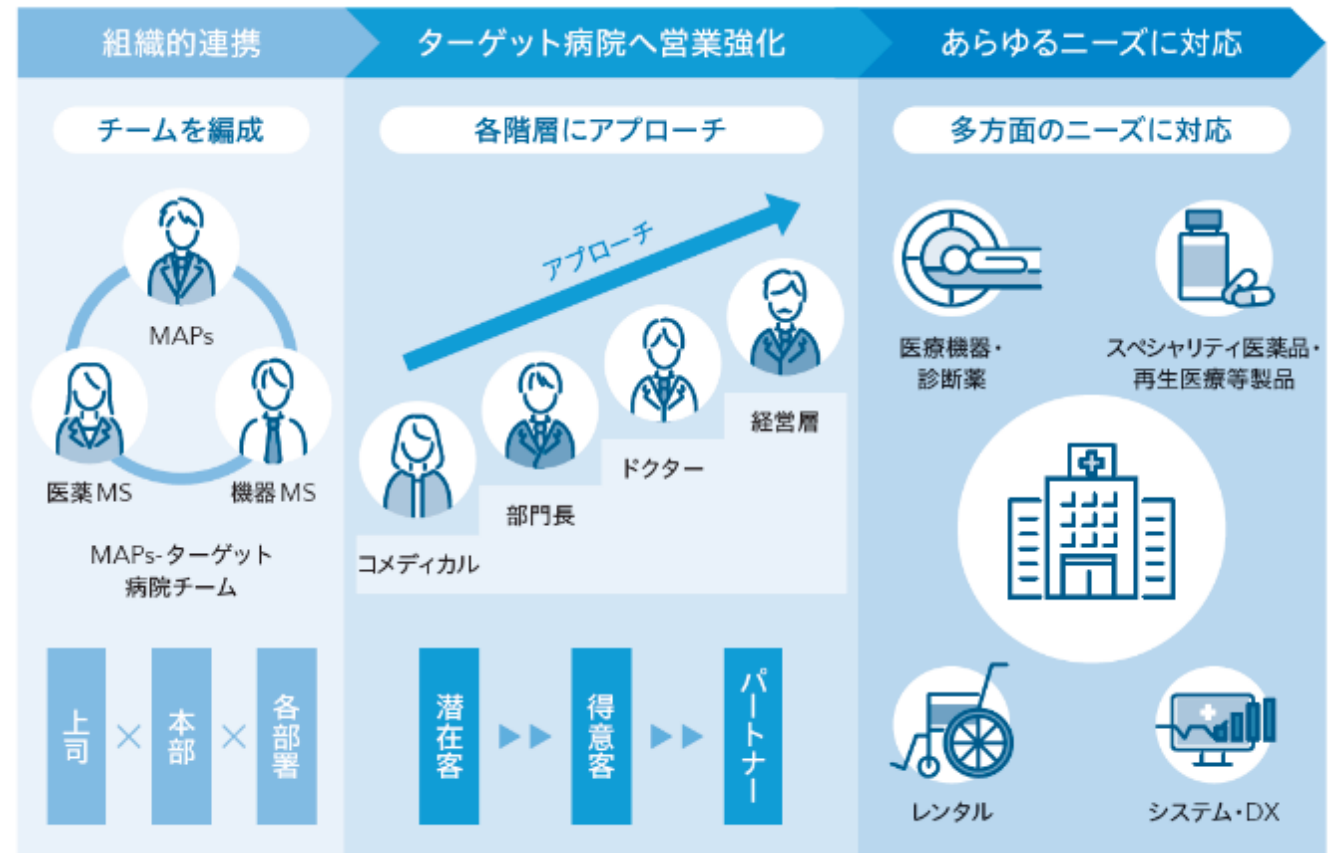 組織的連携
ターゲット病院へ営業強化
あらゆるニーズに対応
チームを編成
MAPs
医薬MS
機器MS
MAPs-ターゲット
病院チーム
上司
×
本部
×
各部署
各階層にアプローチ
アプローチ
コメディカル
部門長
ドクター
経営層
潜在客
得意客
パートナー
多方面のニーズに対応
医療機器・
診断薬
スペシャリティ医薬品・
再生医療等製品
レンタル
システム・DX